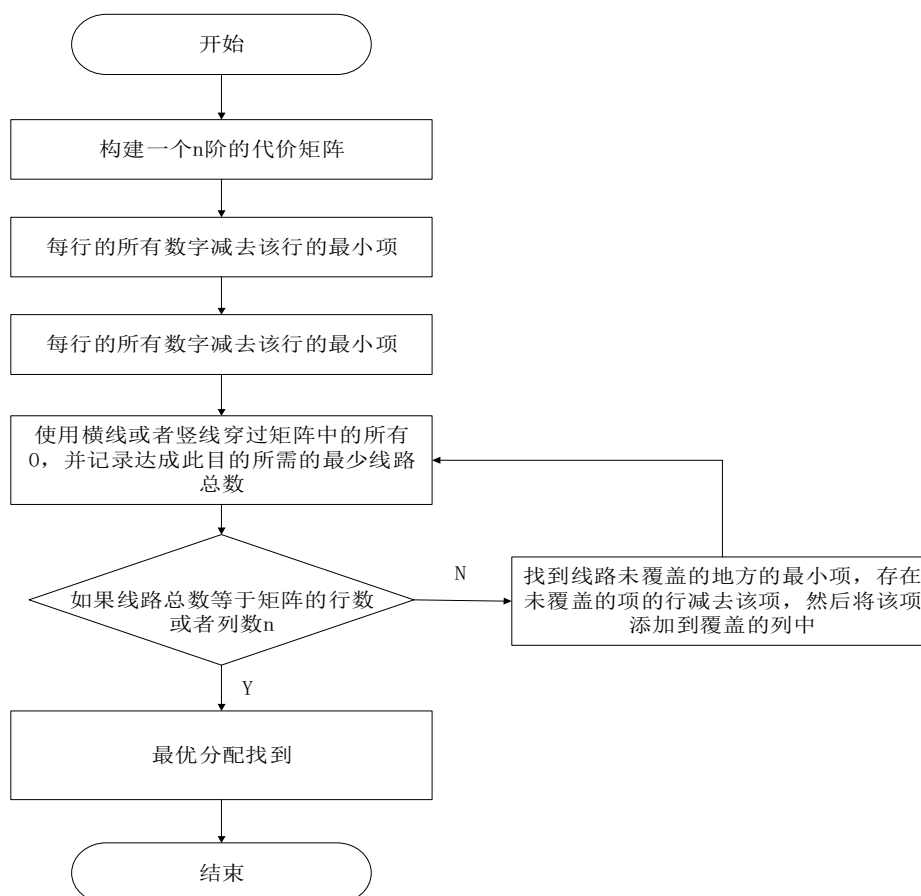 开始
构建一个n阶的代价矩阵
每行的所有数字减去该行的最小项
每行的所有数字减去该行的最小项
使用横线或者竖线穿过矩阵中的所有
0，并记录达成此目的所需的最少线路
总数
如果线路总数等于矩阵的行数
或者列数n
N
找到线路未覆盖的地方的最小项，存在
未覆盖的项的行减去该项，然后将该项
添加到覆盖的列中
Y
最优分配找到
结束